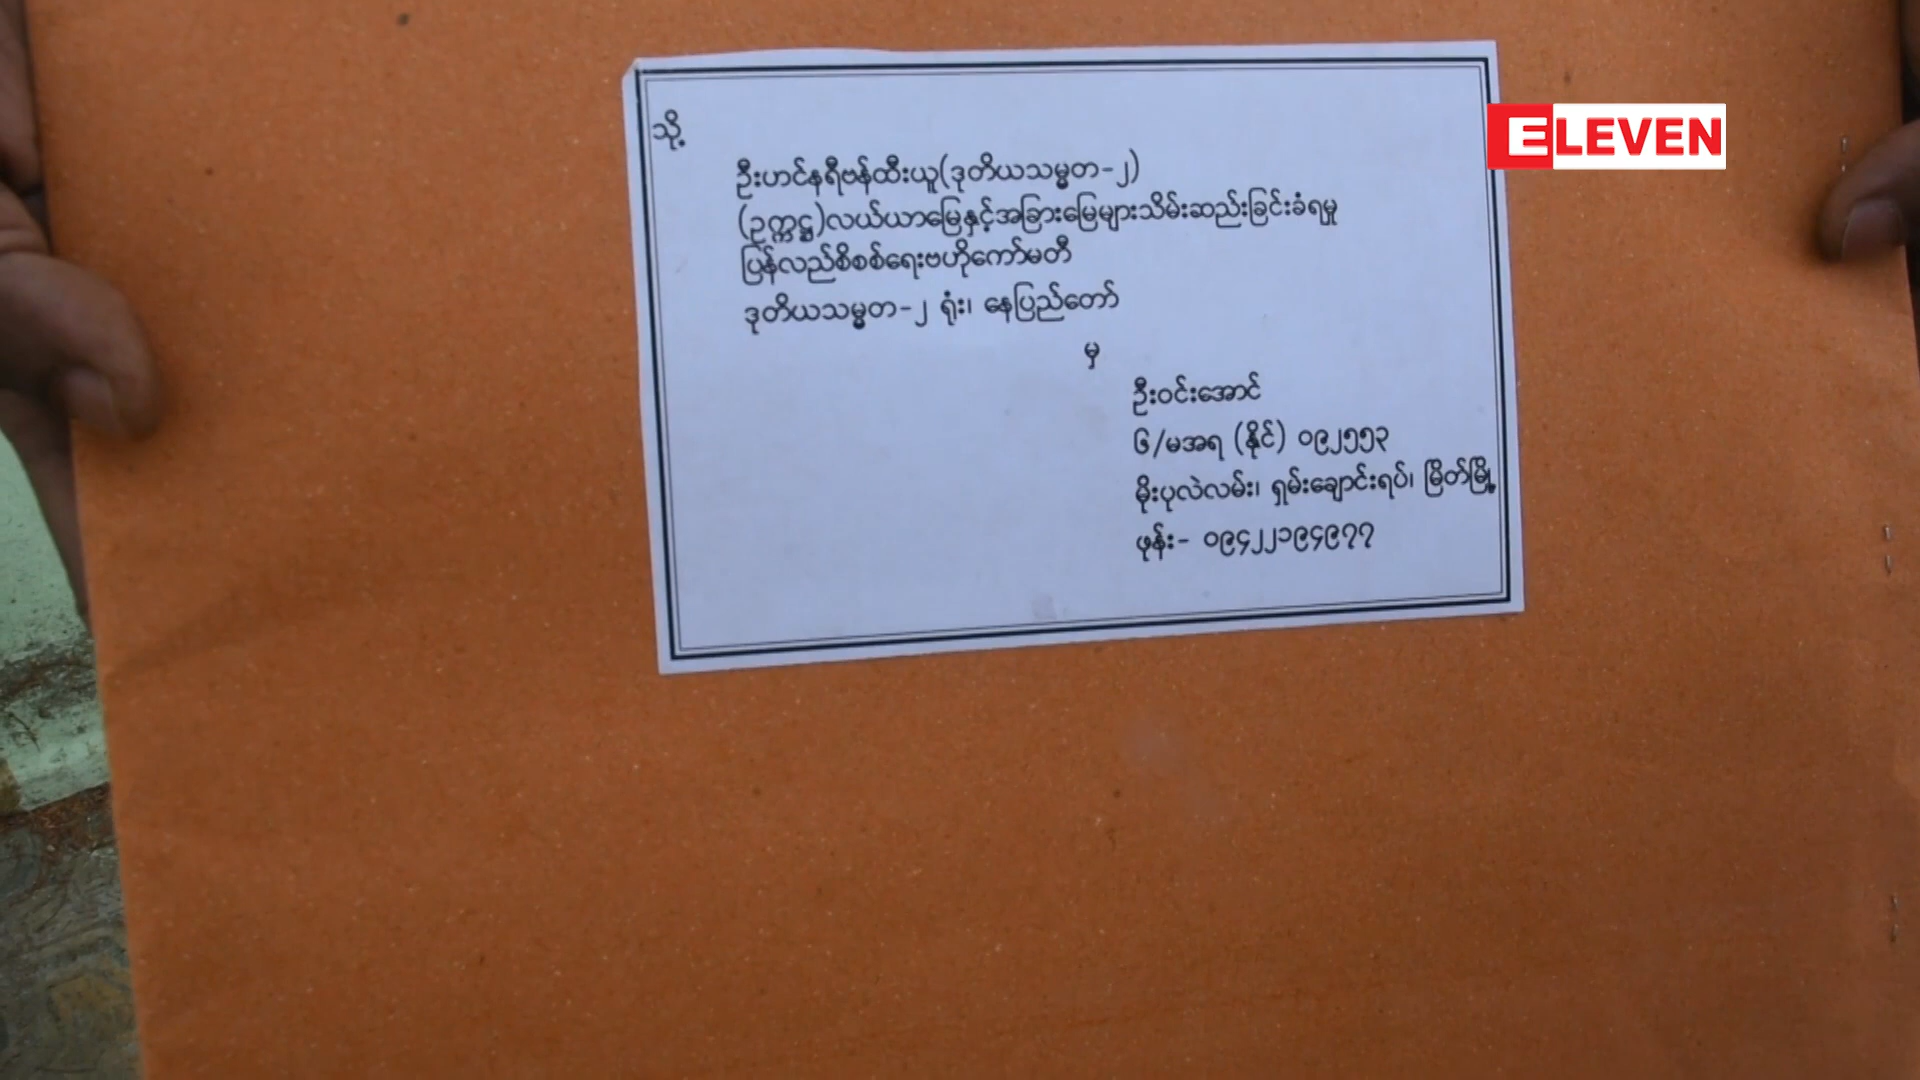 ELEVEN
သို့
ဦးဟင်နရီဗန်ထီးယူ(ဒုတိယသမ္မတ-၂)
(ဥက္ကဋ္ဌ)လယ်ယာမြေနှင့်အခြားမြေများသိမ်းဆည်းခြင်းခံရမှု
ပြန်လည်စိစစ်ရေးဗဟိုကော်မတီ
ဒုတိယသမ္မတ-၂ ရုံး၊ နေပြည်တော်
မှ
ဦးဝင်းအောင်
၆/မအရ (နိုင်) ၀၉၂၅၅၃
မိုးပုလဲလမ်း၊ ရှမ်းချောင်းရပ်၊ မြိတ်မြို့
ဖုန်း- ၀၉၄၂၂၁၉၄၉၇၇